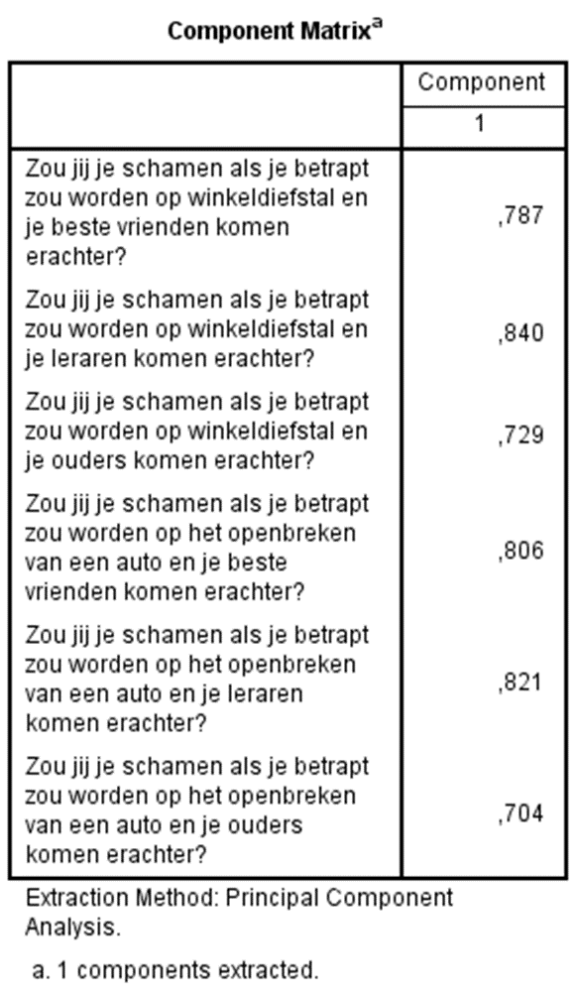 Component Matrixa
Component
1
Zou jij je schamen als je betrapt
zou worden op winkeldiefstal en
je beste vrienden komen
erachter?
,787
Zou jij je schamen als je betrapt
zou worden op winkeldiefstal en
je leraren komen erachter?
,840
Zou jij je schamen als je betrapt
zou worden op winkeldiefstal en
je ouders komen erachter?
,729
Zou jij je schamen als je betrapt
zou worden op het openbreken
van een auto en je beste
vrienden komen erachter?
,806
Zou jij je schamen als je betrapt
zou worden op het openbreken
van een auto en je leraren
komen erachter?
,821
Zou jij je schamen als je betrapt
zou worden op het openbreken
van een auto en je ouders
komen erachter?
,704
Extraction Method: Principal Component
Analysis.
a. 1 components extracted.